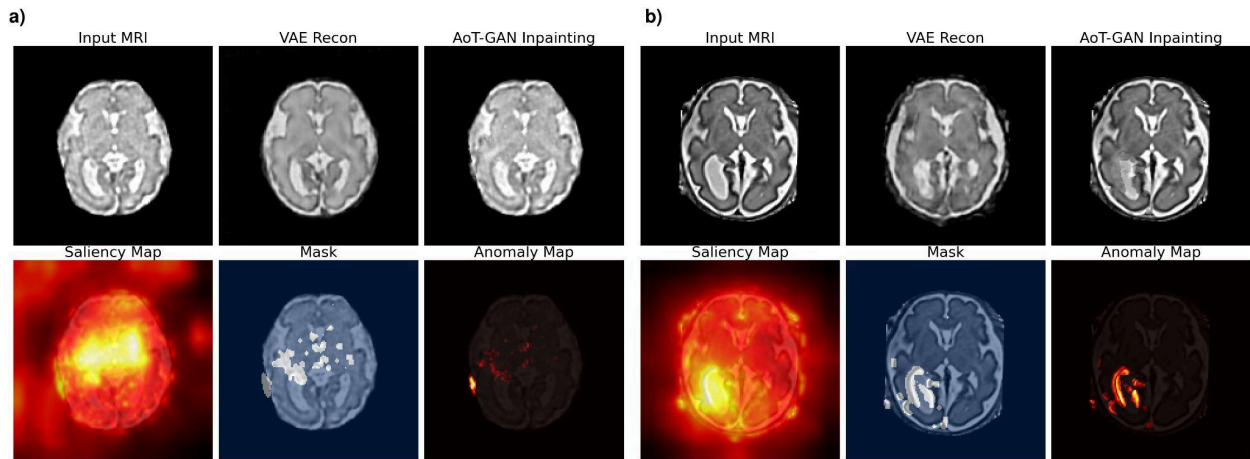 a)
Input MRI
VAE Recon
AoT-GAN Inpainting
Saliency Map
Mask
Anomaly Map
b)
Input MRI
VAE Recon
AoT-GAN Inpainting
Saliency Map
Mask
Anomaly Map